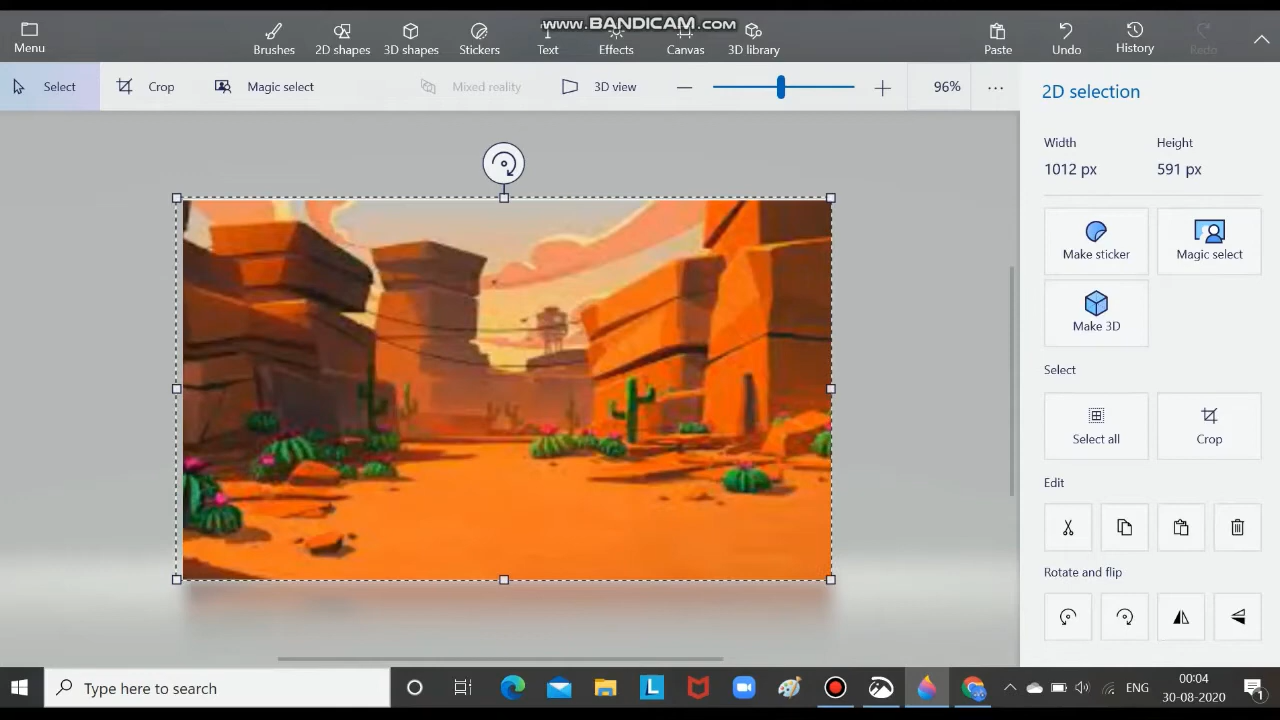 www.BANDICAM.com
Menu
Brushes 2D shapes 3D shapes Stickers Text Effects Canvas 3D library Paste Undo History Redo
Select Crop Magic select Mixed reality 3D view 96%
2D selection
Width Height
1012 px 591 px
Make sticker Magic select
Make 3D
Select
Select all Crop
Edit
Rotate and flip
Type here to search
L
ENG
00:04
30-08-2020
1